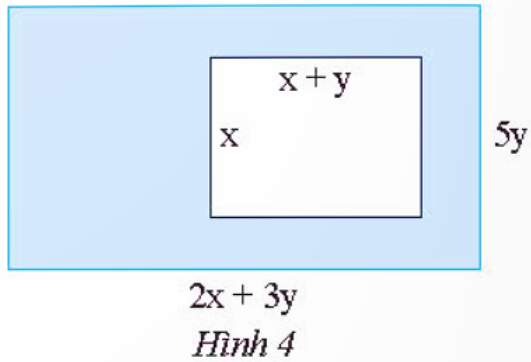 x + y
x
5y
2x + 3y
Hình 4